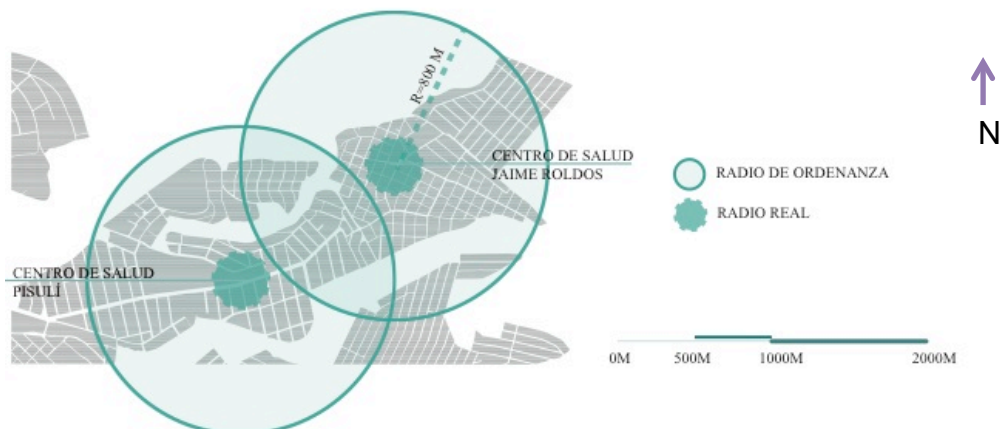 R=800 M
N
CENTRO DE SALUD
JAIME ROLDOS
RADIO DE ORDENANZA
RADIO REAL
CENTRO DE SALUD
PISULÍ
0M 500M 1000M 2000M